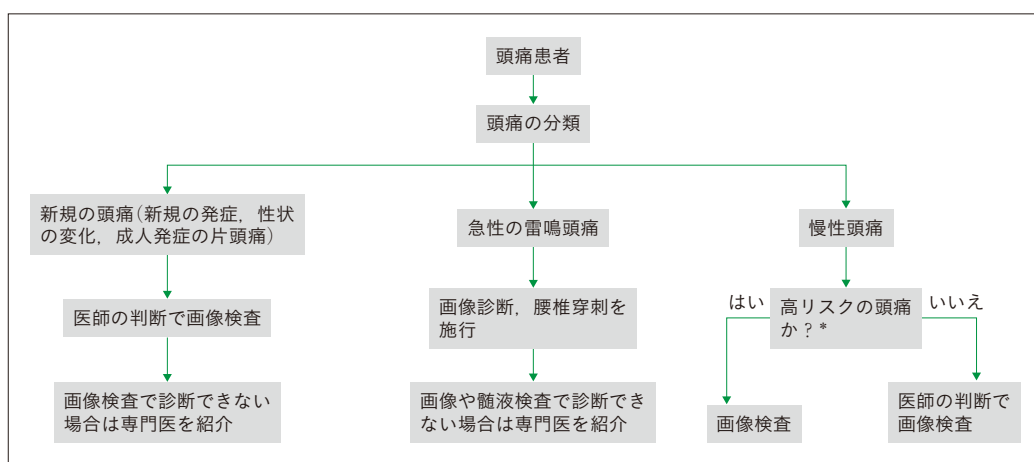 頭痛患者
頭痛の分類
新規の頭痛(新規の発症，性状
の変化，成人発症の片頭痛)
急性の雷鳴頭痛
慢性頭痛
医師の判断で画像検査
画像診断，腰椎穿刺を
施行
はい
高リスクの頭痛
か？*
いいえ
画像検査で診断できない
場合は専門医を紹介
画像や髄液検査で診断でき
ない場合は専門医を紹介
画像検査
医師の判断で
画像検査